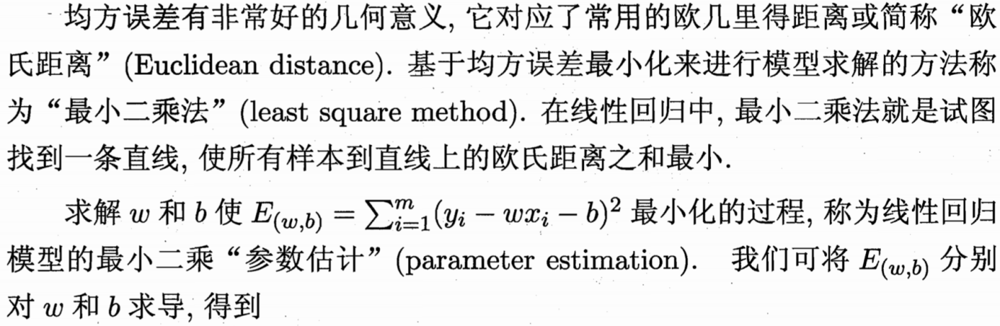 均方误差有非常好的几何意义, 它对应了常用的欧几里得距离或简称“欧
氏距离” (Euclidean distance). 基于均方误差最小化来进行模型求解的方法称
为“最小二乘法” (least square method). 在线性回归中, 最小二乘法就是试图
找到一条直线, 使所有样本到直线上的欧氏距离之和最小.
求解 w 和 b 使 E_{(w,b)} = \sum_{i=1}^{m}(y_i − wx_i − b)^2 最小化的过程, 称为线性回归
模型的最小二乘“参数估计” (parameter estimation). 我们可将 E_{(w,b)} 分别
对 w 和 b 求导, 得到